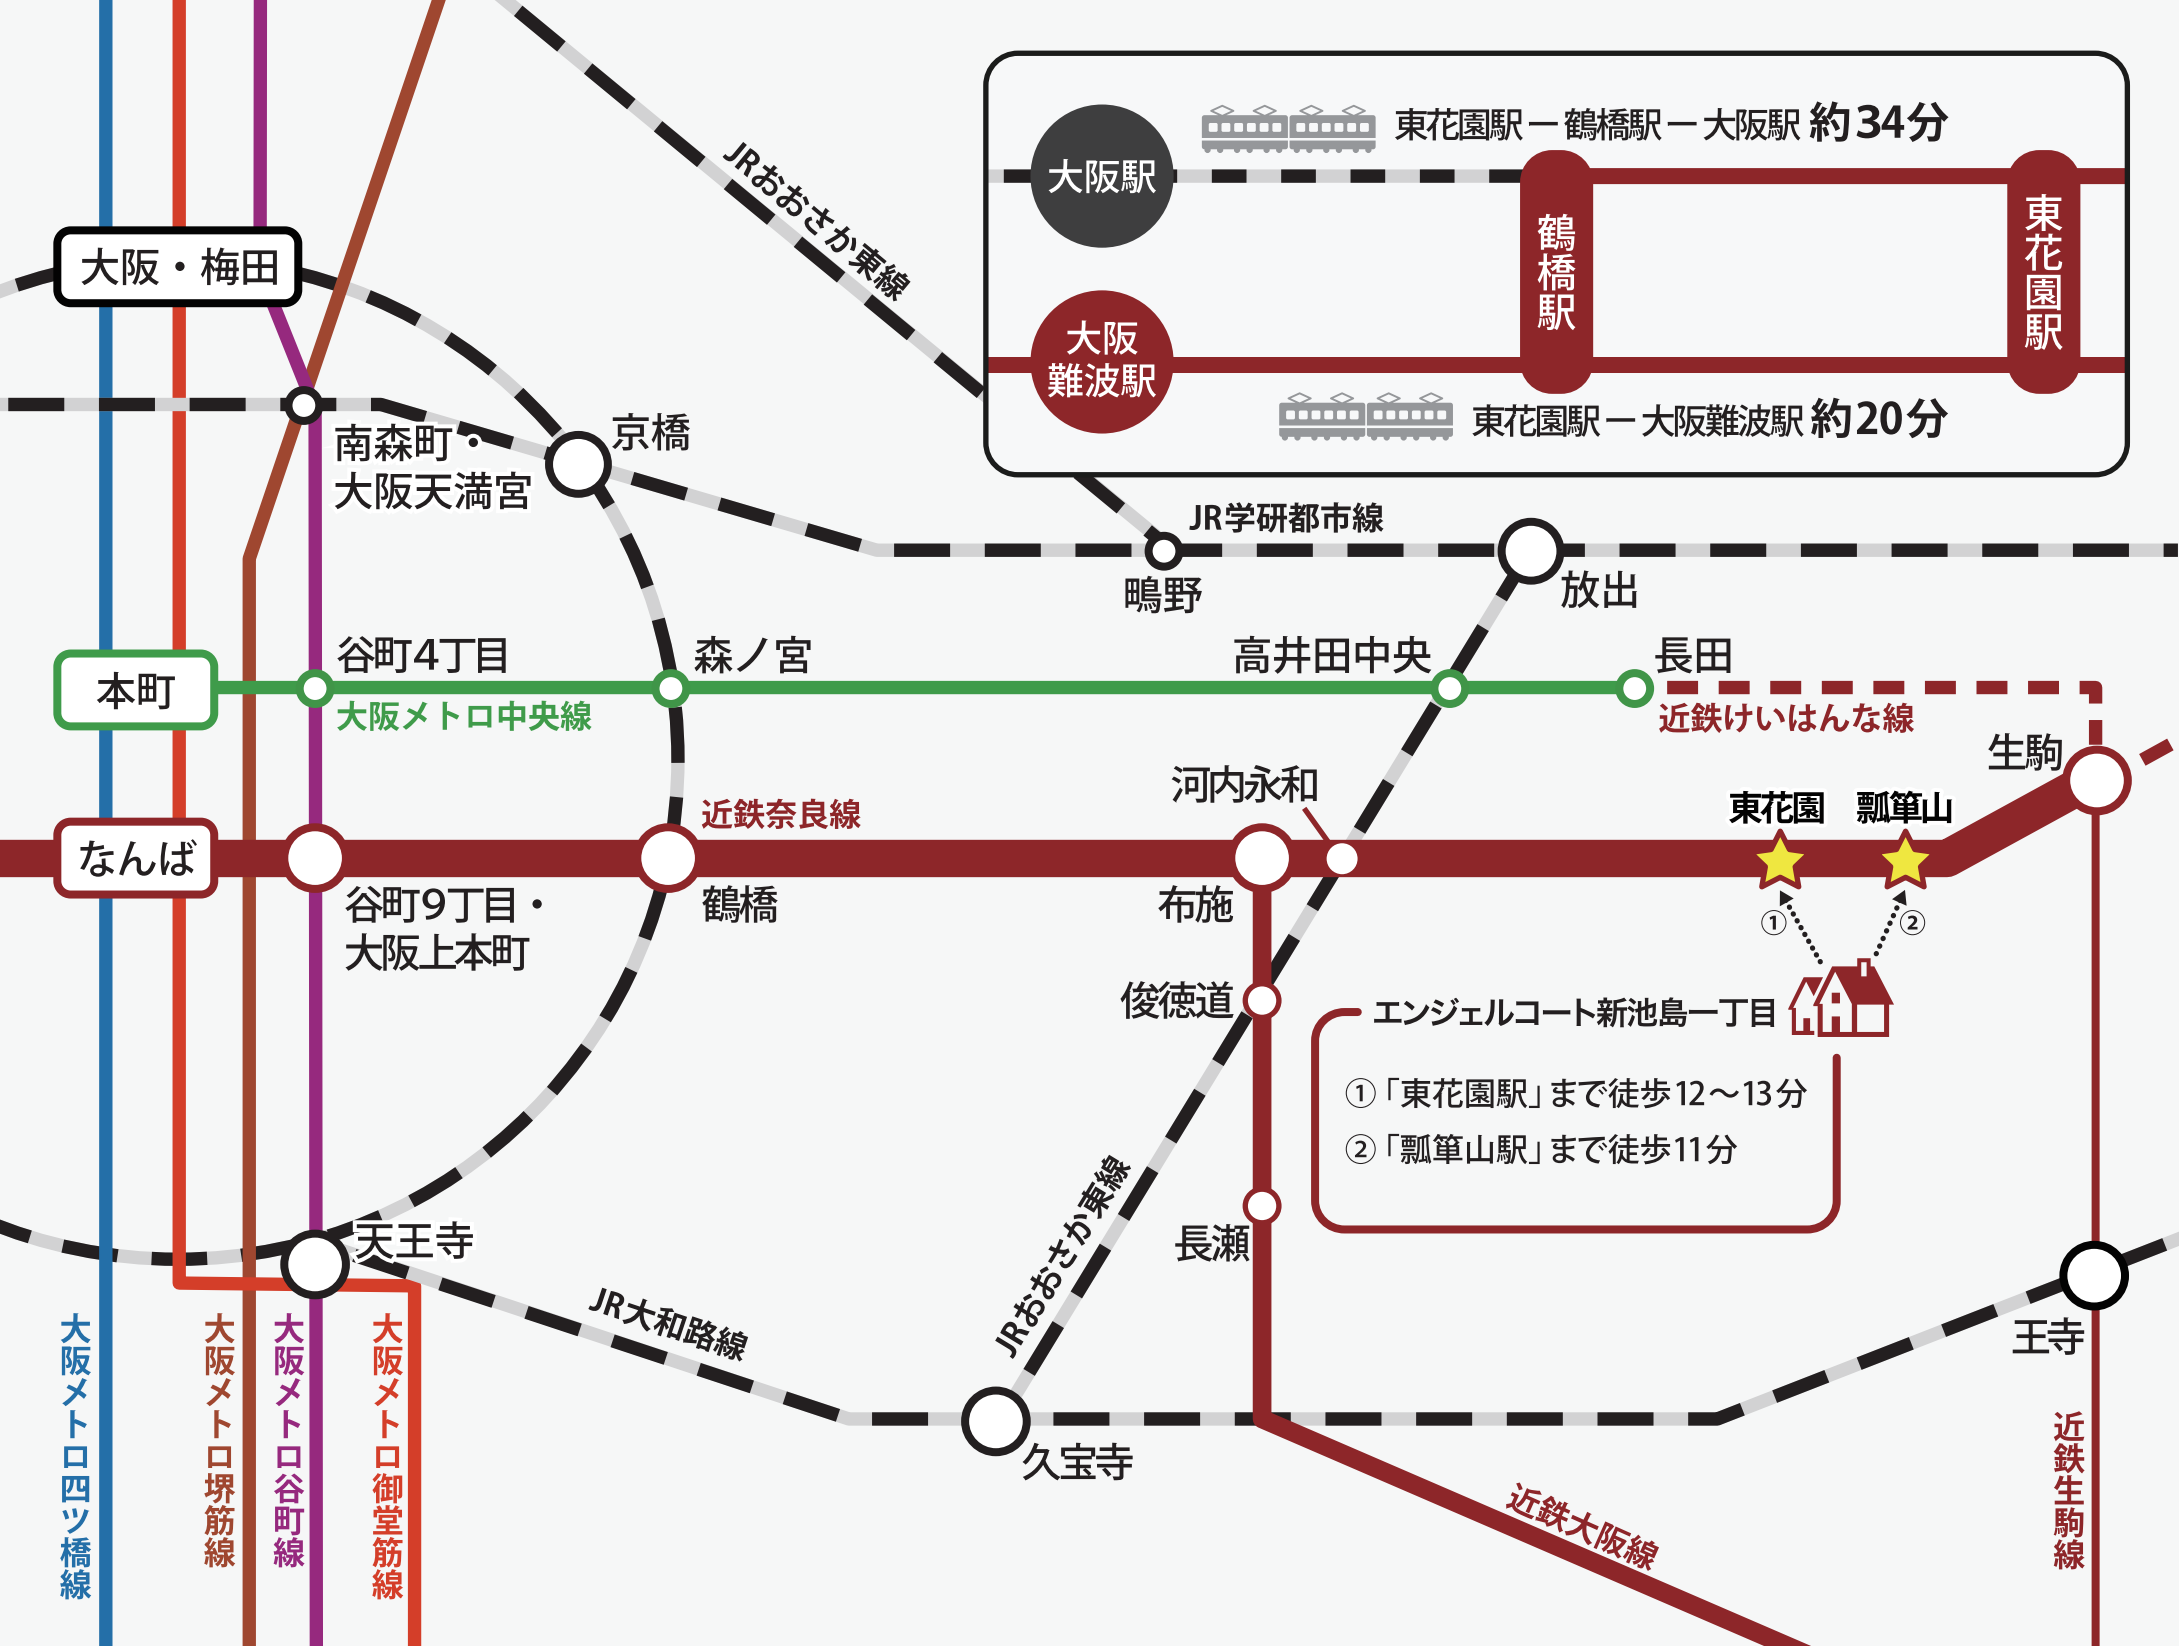 東花園駅ー鶴橋駅ー大阪駅 約34分
大阪駅
JRおおさか東線
鶴橋駅
東花園駅
大阪・梅田
大阪
難波駅
東花園駅ー大阪難波駅 約20分
京橋
南森町・
大阪天満宮
JR学研都市線
鴫野
放出
谷町4丁目
森ノ宮
高井田中央
長田
本町
大阪メトロ中央線
近鉄けいはんな線
生駒
河内永和
近鉄奈良線
東花園
瓢箪山
なんば
谷町9丁目・
大阪上本町
鶴橋
布施
①
②
俊徳道
エンジェルコート新池島一丁目
①「東花園駅」まで徒歩12〜13分
②「瓢箪山駅」まで徒歩11分
JRおおさか東線
長瀬
天王寺
JR大和路線
王寺
久宝寺
大阪メトロ四ツ橋線
大阪メトロ堺筋線
大阪メトロ谷町線
大阪メトロ御堂筋線
近鉄大阪線
近鉄生駒線